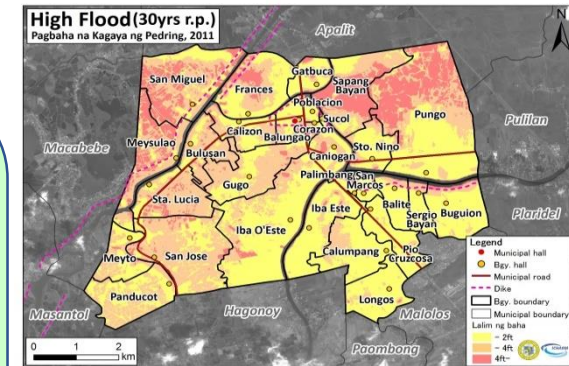 High Flood (30yrs r.p.)
Pagbaha na Kagaya ng Pedring, 2011
N
Apalit
Gatbuca
San Miguel
Frances
Sapang
Bayan
Poblacion
Pungo
Sucol
Calizon
Corazon
Balungao
Pulilan
Meysulao
Macabebe
Bulusan
Sto. Nino
Caniogan
Gugo
Palimbang
San
Marcos
Sta. Lucia
Balite
Iba Este
Sergio
Bayan
Buguion
Plaridel
Iba O'Este
Meyto
San Jose
Calumpang
Pio
Cruzcosa
Panducot
Longos
Masantol
Hagonoy
Malolos
Paombong
0 1 2
km
Legend
Municipal hall
Bgy. hall
Municipal road
Dike
Bgy. boundary
Municipal boundary
Lalim ng baha
- 2ft
- 4ft
4ft-